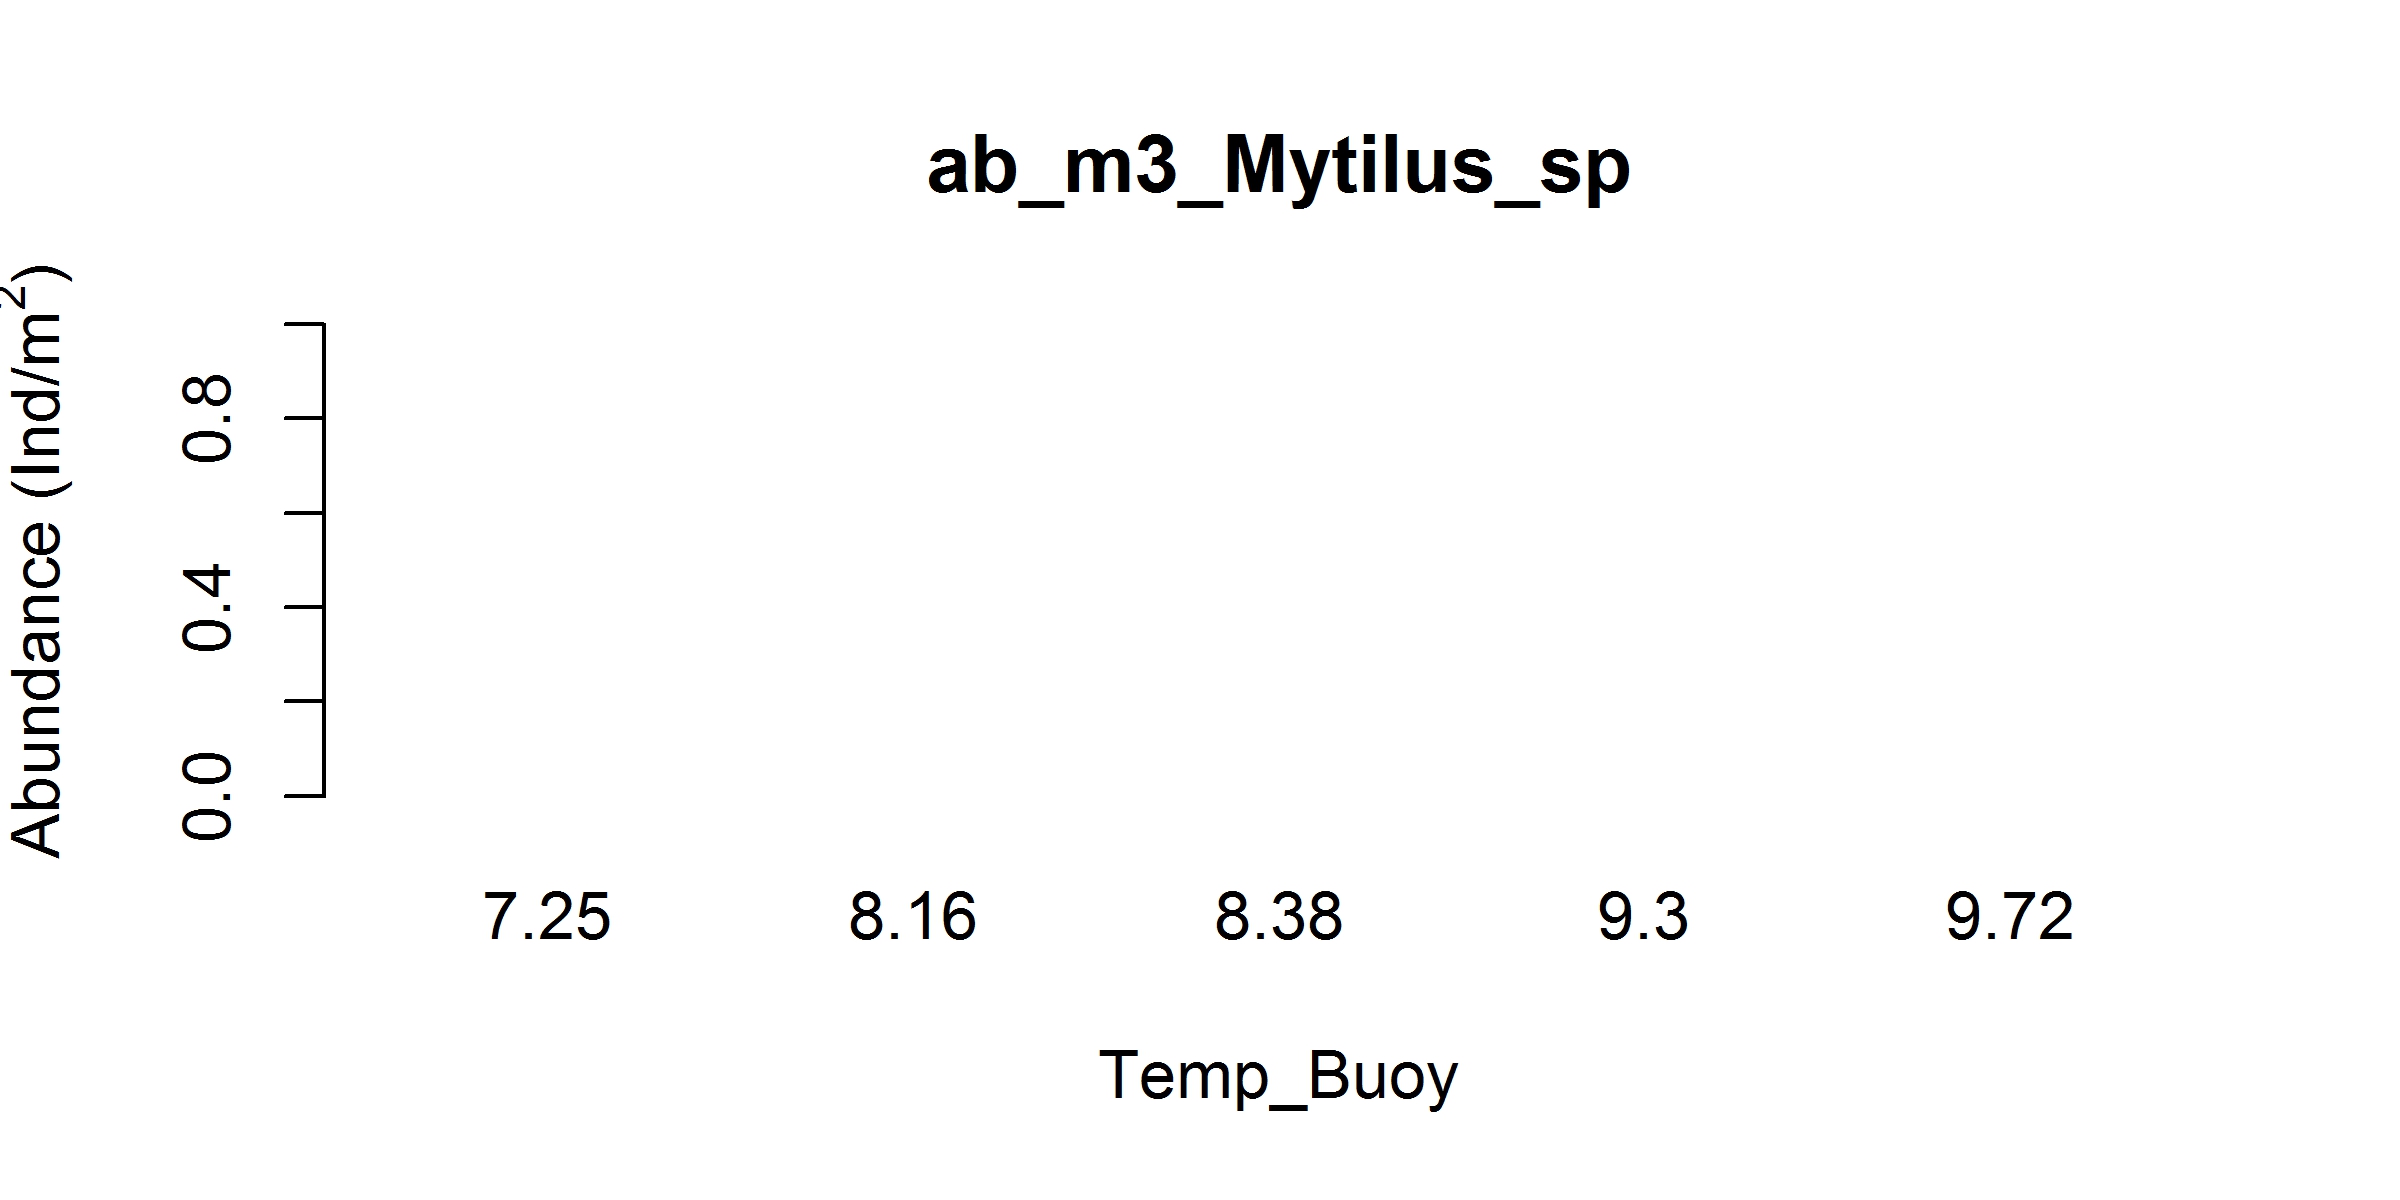 ab_m3_Mytilus_sp
Abundance (Ind/m²)
0.8
0.4
0.0
7.25 8.16 8.38 9.3 9.72
Temp_Buoy